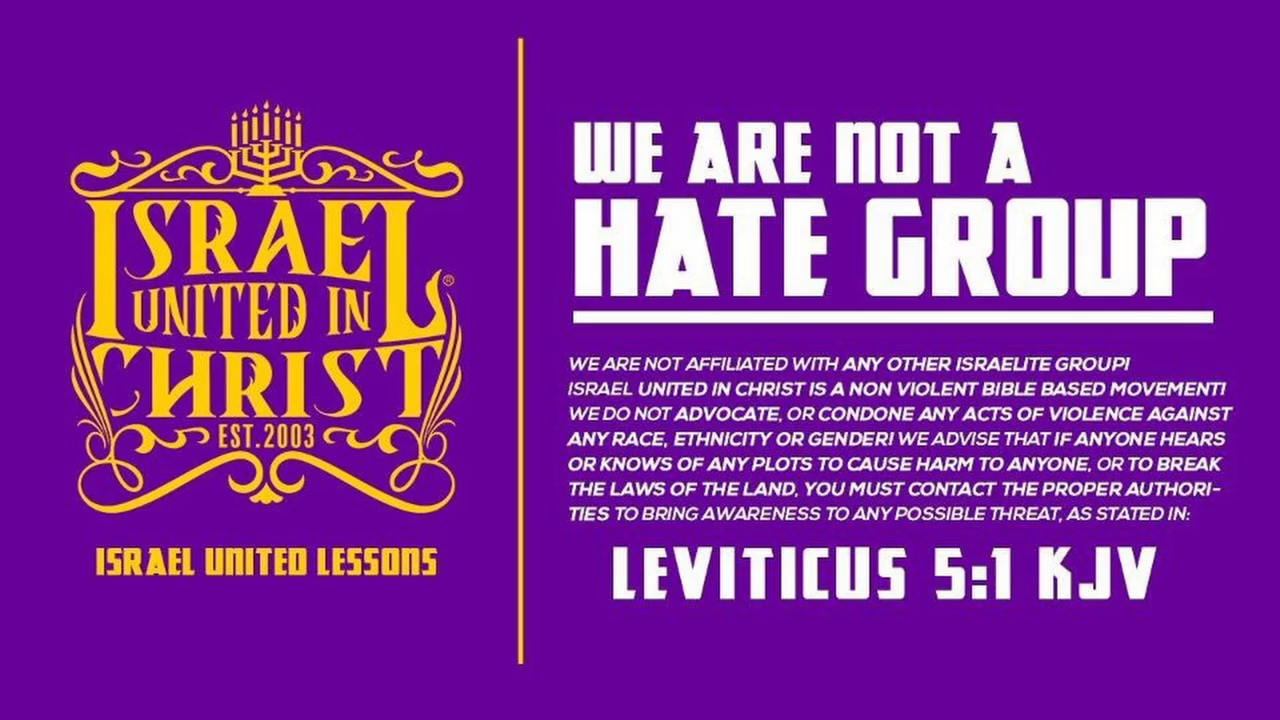 ISRAEL
UNITED IN
CHRIST
®
EST.2003
ISRAEL UNITED LESSONS
WE ARE NOT A
HATE GROUP
WE ARE NOT AFFILIATED WITH ANY OTHER ISRAELITE GROUP!
ISRAEL UNITED IN CHRIST IS A NON VIOLENT BIBLE BASED MOVEMENT!
WE DO NOT ADVOCATE, OR CONDONE ANY ACTS OF VIOLENCE AGAINST
ANY RACE, ETHNICITY OR GENDER! WE ADVISE THAT IF ANYONE HEARS
OR KNOWS OF ANY PLOTS TO CAUSE HARM TO ANYONE, OR TO BREAK
THE LAWS OF THE LAND, YOU MUST CONTACT THE PROPER AUTHORI-
TIES TO BRING AWARENESS TO ANY POSSIBLE THREAT, AS STATED IN:
LEVITICUS 5:1 KJV